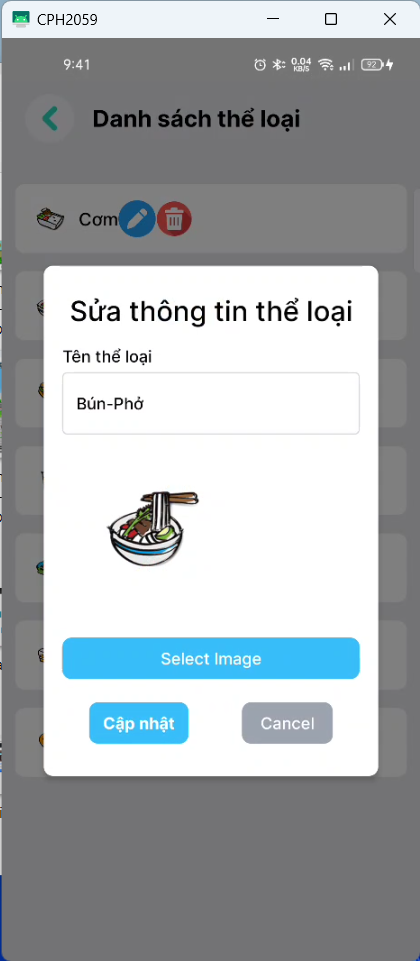 CPH2059
9:41
0.04
KB/S
92
Danh sách thể loại
Cơm
Sửa thông tin thể loại
Tên thể loại
Bún-Phở
Select Image
Cập nhật
Cancel